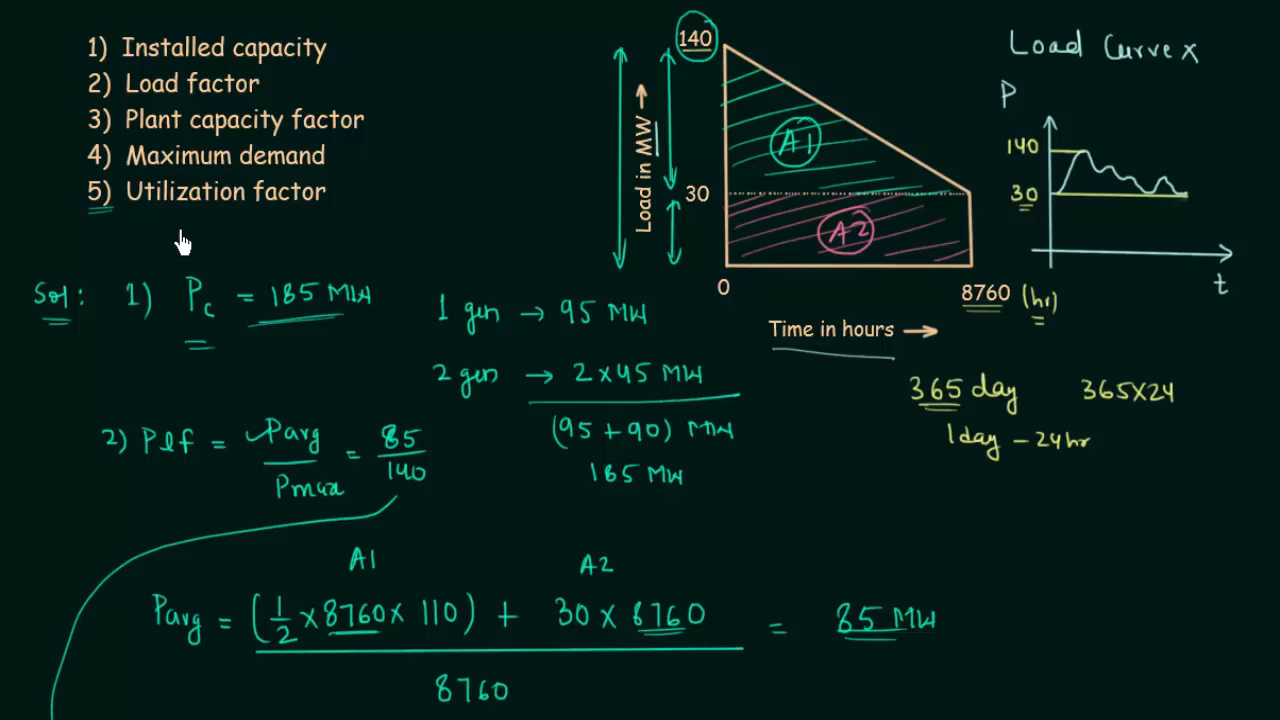 1) Installed capacity
2) Load factor
3) Plant capacity factor
4) Maximum demand
5) Utilization factor
140
Load in MW →
30
A1
A2
0
8760 (hr)
Time in hours →
Load Curve x
P
140
30
t
365 day 365x24
1day - 24hr
Sol: 1) Pc = 185 MW
1 gen → 95 MW
2 gen → 2x45 MW
(95 + 90) MW
185 MW
2) Plf = Pavg / Pmax = 85 / 140
A1 A2
Pavg = (1/2 x 8760 x 110) + 30 x 8760 = 85 MW
8760